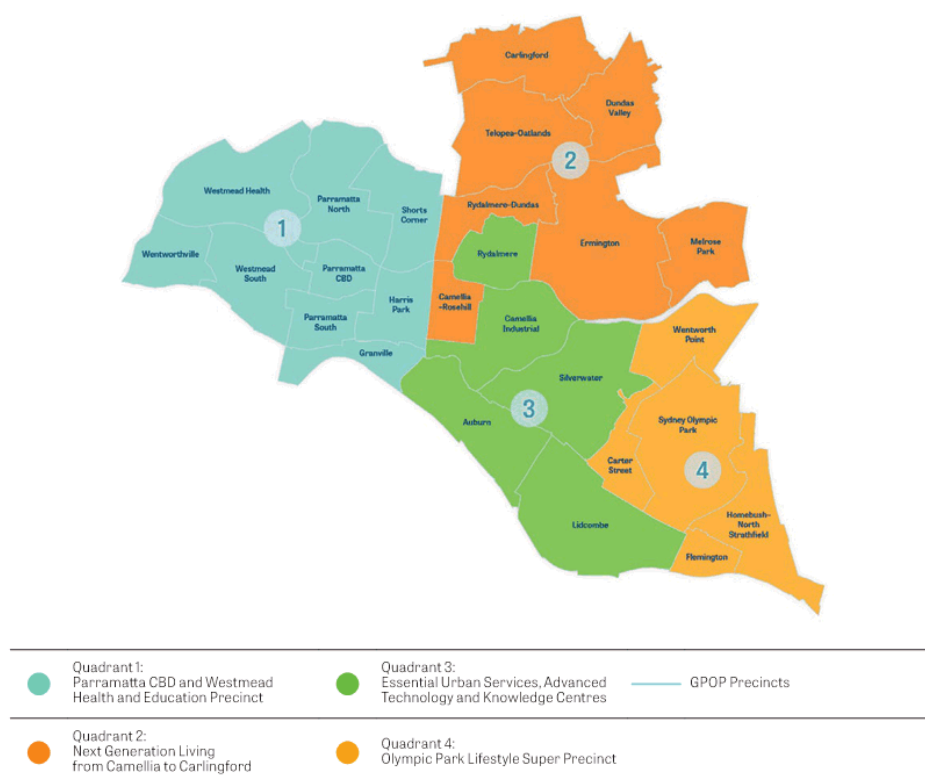 Carlingford
Dundas
Valley
Telopea-Oatlands
2
Westmead Health
Parramatta
North
Shorts
Corner
Rydalmere-Dundas
1
Ermington
Melrose
Park
Wentworthville
Westmead
South
Parramatta
CBD
Rydalmere
Harris
Park
Camellia
-Rosehill
Parramatta
South
Camellia
Industrial
Wentworth
Point
Granville
Silverwater
3
Auburn
Sydney Olympic
Park
Carter
Street
4
Lidcombe
Homebush-
North
Strathfield
Flemington
Quadrant 1:
Parramatta CBD and Westmead
Health and Education Precinct
Quadrant 3:
Essential Urban Services, Advanced
Technology and Knowledge Centres
GPOP Precincts
Quadrant 2:
Next Generation Living
from Camellia to Carlingford
Quadrant 4:
Olympic Park Lifestyle Super Precinct